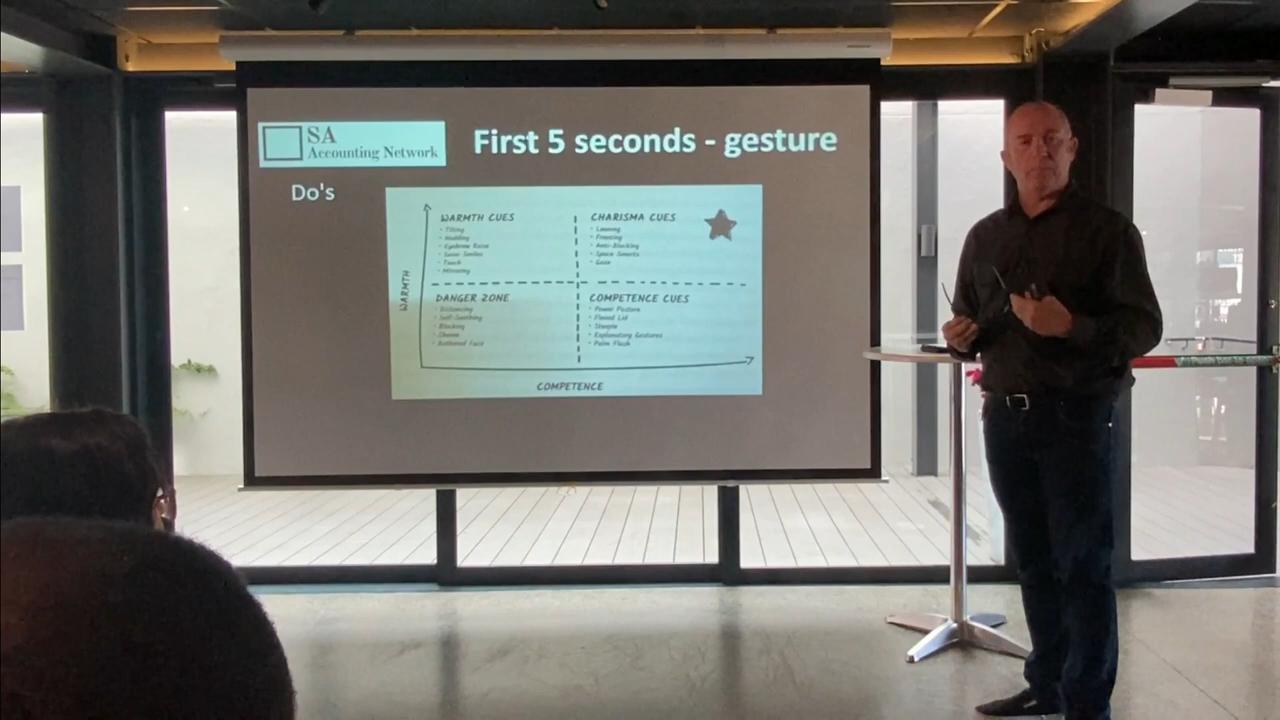 SA
Accounting Network
First 5 seconds - gesture
Do's
WARMTH CUES
• Tilting
• Nodding
• Eyebrow Raise
• Savor Smiles
• Touch
• Mirroring
CHARISMA CUES
• Leaning
• Fronting
• Anti-Blocking
• Space Smarts
• Gaze
WARMTH
DANGER ZONE
• Distancing
• Self-Soothing
• Blocking
• Shame
• Bothered Face
COMPETENCE CUES
• Power Posture
• Flexed Lid
• Steeple
• Explanatory Gestures
• Palm Flash
COMPETENCE